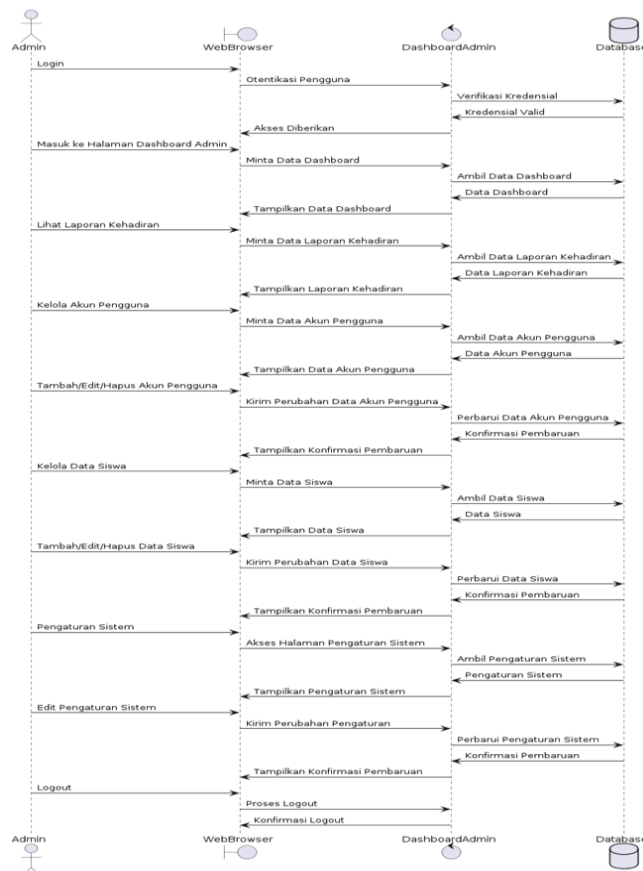 Admin
WebBrowser
DashboardAdmin
Database
Login
Otentikasi Pengguna
Verifikasi Kredensial
Kredensial Valid
Akses Diberikan
Masuk ke Halaman Dashboard Admin
Minta Data Dashboard
Ambil Data Dashboard
Data Dashboard
Tampilkan Data Dashboard
Lihat Laporan Kehadiran
Minta Data Laporan Kehadiran
Ambil Data Laporan Kehadiran
Data Laporan Kehadiran
Tampilkan Laporan Kehadiran
Kelola Akun Pengguna
Minta Data Akun Pengguna
Ambil Data Akun Pengguna
Data Akun Pengguna
Tampilkan Data Akun Pengguna
Tambah/Edit/Hapus Akun Pengguna
Kirim Perubahan Data Akun Pengguna
Perbarui Data Akun Pengguna
Konfirmasi Pembaruan
Tampilkan Konfirmasi Pembaruan
Kelola Data Siswa
Minta Data Siswa
Ambil Data Siswa
Data Siswa
Tampilkan Data Siswa
Tambah/Edit/Hapus Data Siswa
Kirim Perubahan Data Siswa
Perbarui Data Siswa
Konfirmasi Pembaruan
Tampilkan Konfirmasi Pembaruan
Pengaturan Sistem
Akses Halaman Pengaturan Sistem
Ambil Pengaturan Sistem
Pengaturan Sistem
Tampilkan Pengaturan Sistem
Edit Pengaturan Sistem
Kirim Perubahan Pengaturan
Perbarui Pengaturan Sistem
Konfirmasi Pembaruan
Tampilkan Konfirmasi Pembaruan
Logout
Proses Logout
Konfirmasi Logout
Admin
WebBrowser
DashboardAdmin
Database